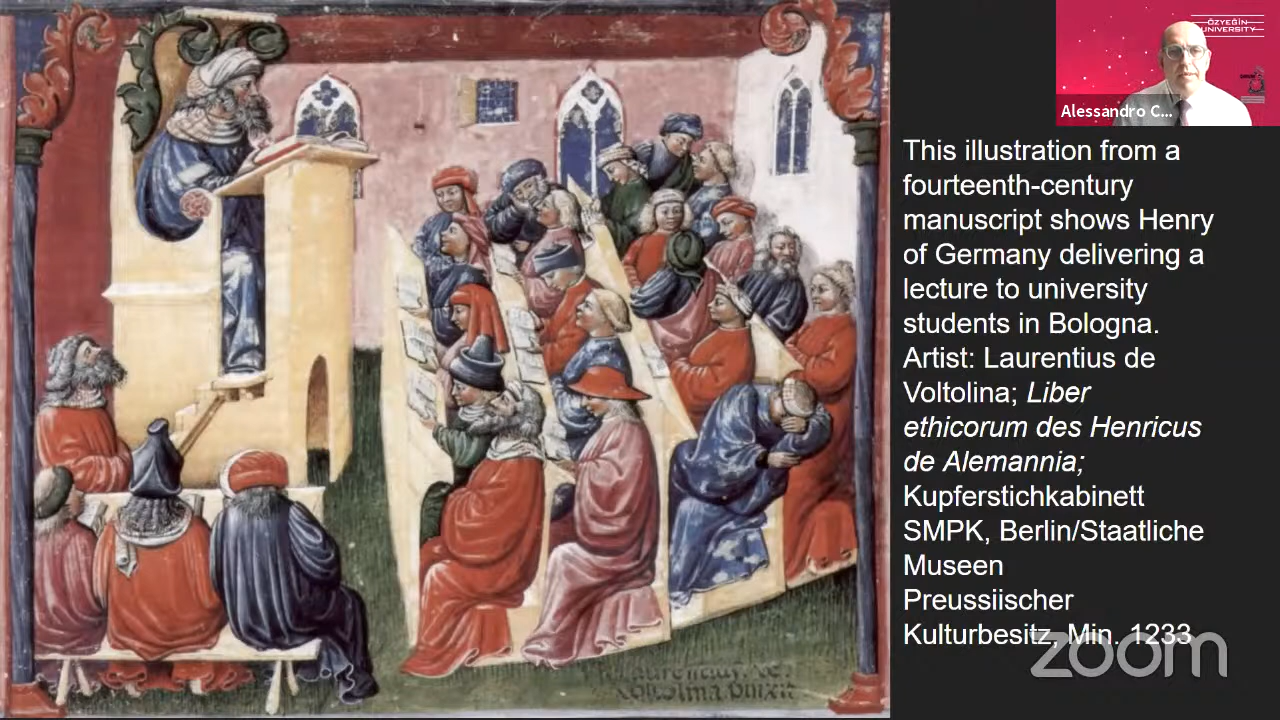 ÖZYEĞİN
UNIVERSITY
Alessandro C...
This illustration from a
fourteenth-century
manuscript shows Henry
of Germany delivering a
lecture to university
students in Bologna.
Artist: Laurentius de
Voltolina; Liber
ethicorum des Henricus
de Alemannia;
Kupferstichkabinett
SMPK, Berlin/Staatliche
Museen
Preussiischer
Kulturbesitz, Min. 1233
zoom